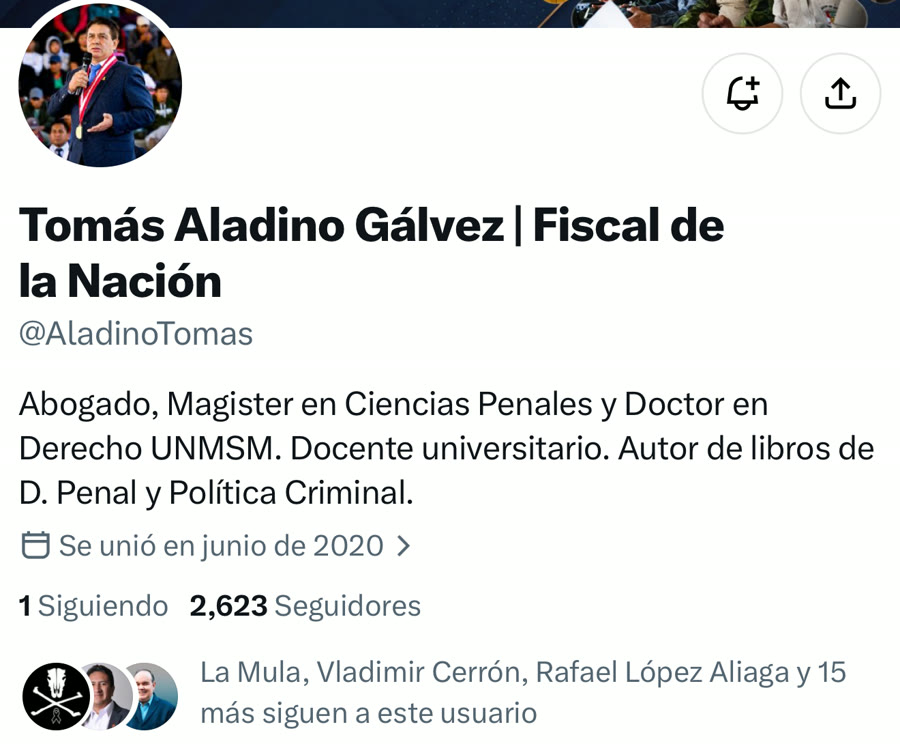 Tomás Aladino Gálvez | Fiscal de
la Nación
@AladinoTomas
Abogado, Magister en Ciencias Penales y Doctor en
Derecho UNMSM. Docente universitario. Autor de libros de
D. Penal y Política Criminal.
Se unió en junio de 2020
1 Siguiendo 2,623 Seguidores
La Mula, Vladimir Cerrón, Rafael López Aliaga y 15
más siguen a este usuario